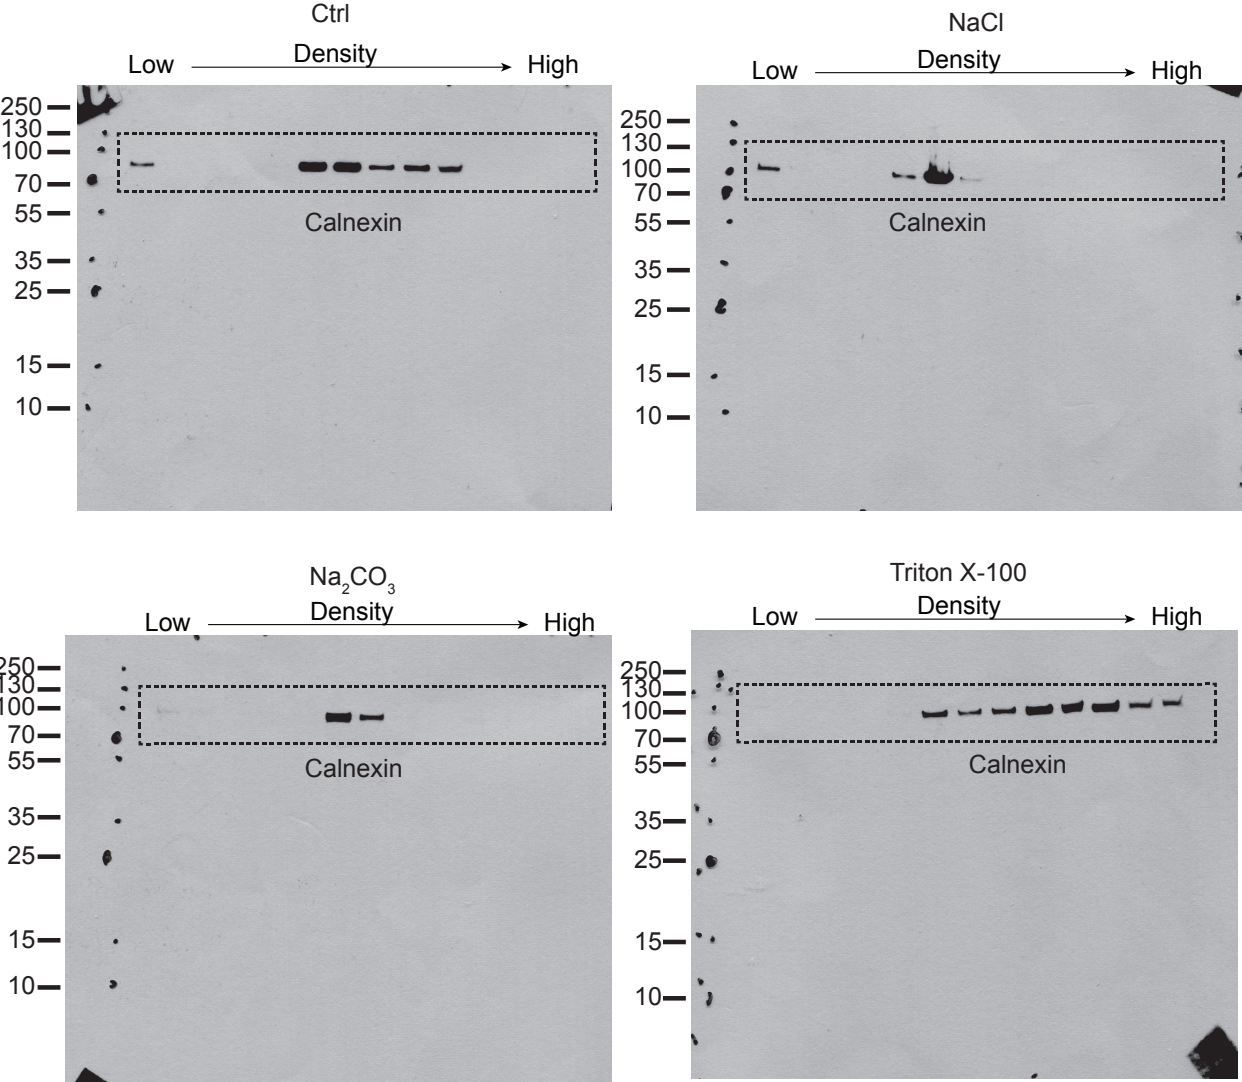 Ctrl
Density
Low High
250
130
100
70
55
35
25
15
10
Calnexin
NaCl
Density
Low High
250
130
100
70
55
35
25
15
10
Calnexin
Na₂CO₃
Density
Low High
250
130
100
70
55
35
25
15
10
Calnexin
Triton X-100
Density
Low High
250
130
100
70
55
35
25
15
10
Calnexin